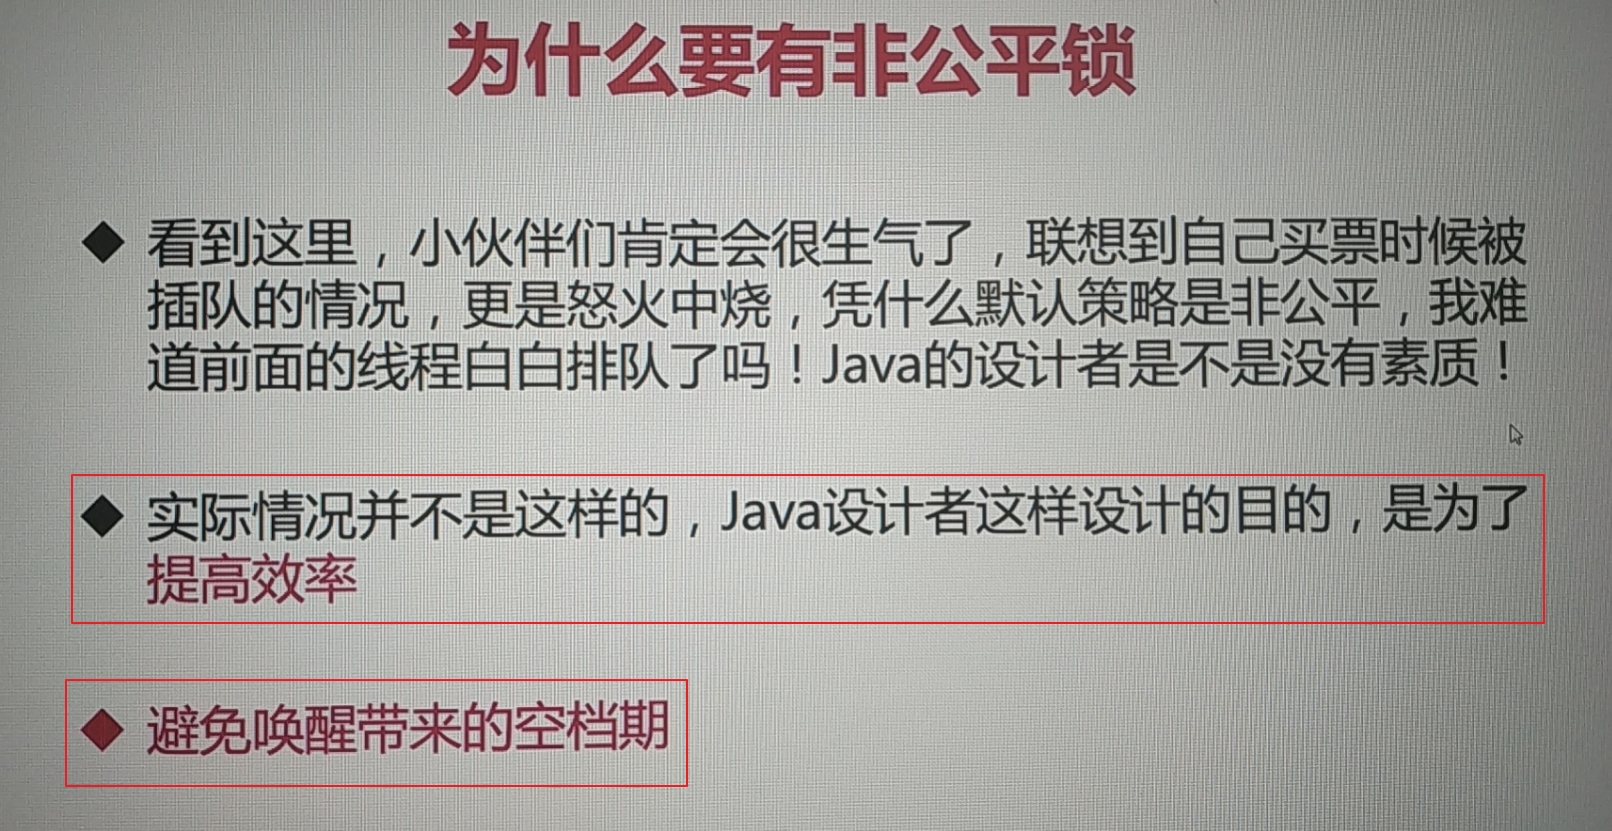 为什么要有非公平锁
看到这里，小伙伴们肯定会很生气了，联想到自己买票时候被
插队的情况，更是怒火中烧，凭什么默认策略是非公平，我难
道前面的线程白白排队了吗！Java的设计者是不是没有素质！
实际情况并不是这样的，Java设计者这样设计的目的，是为了
提高效率
避免唤醒带来的空档期